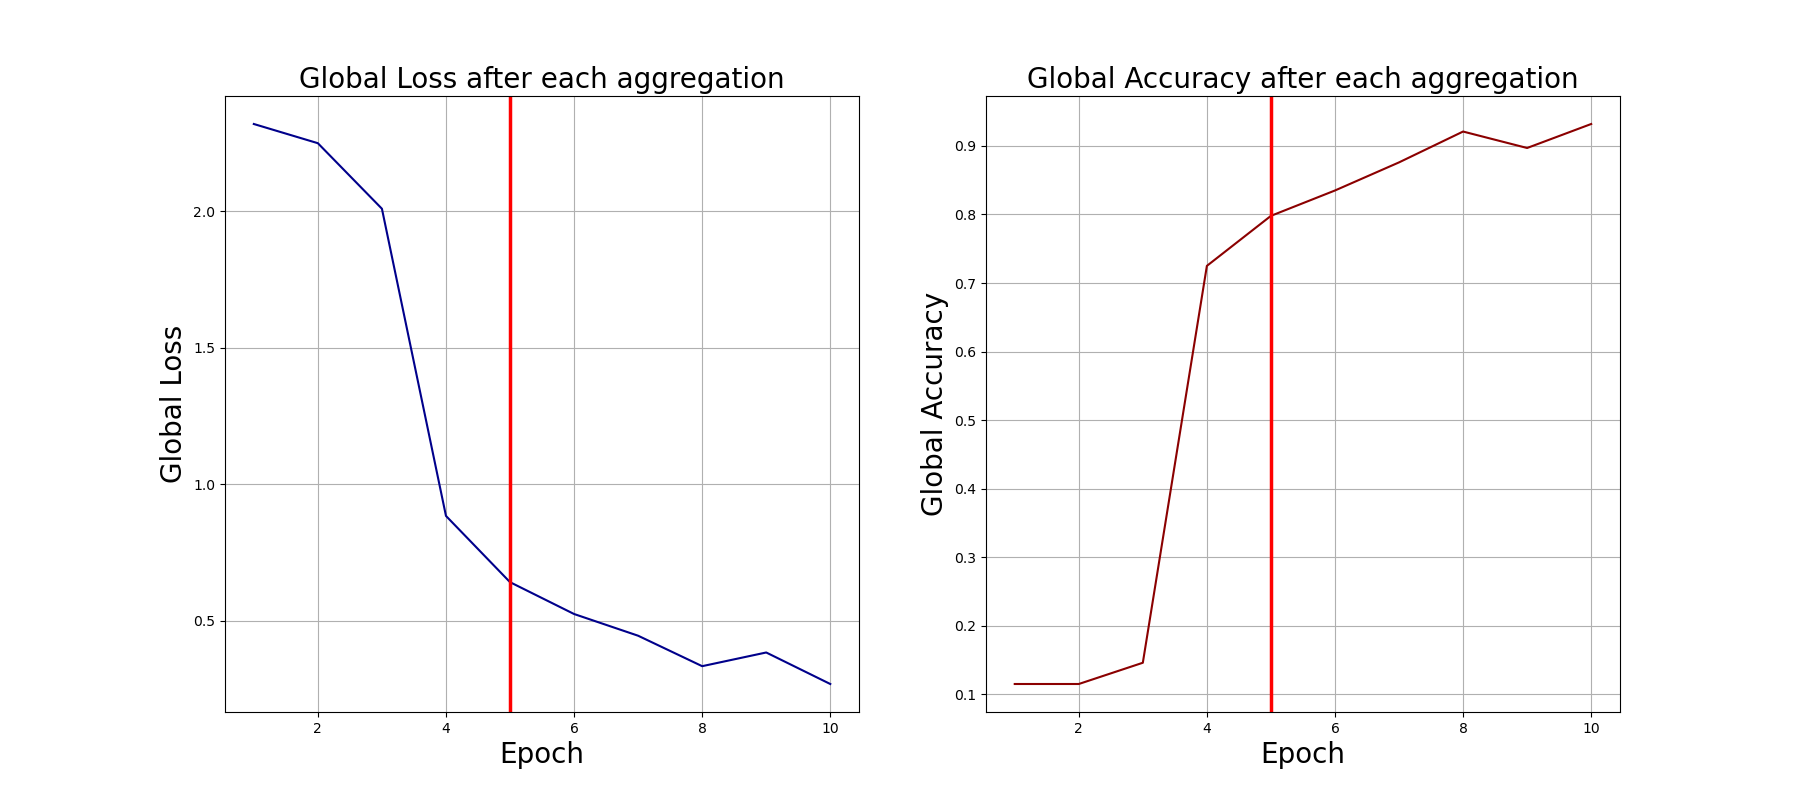 Global Loss after each aggregation
Global Loss
2.0
1.5
1.0
0.5
2 4 6 8 10
Epoch
Global Accuracy after each aggregation
Global Accuracy
0.9
0.8
0.7
0.6
0.5
0.4
0.3
0.2
0.1
2 4 6 8 10
Epoch